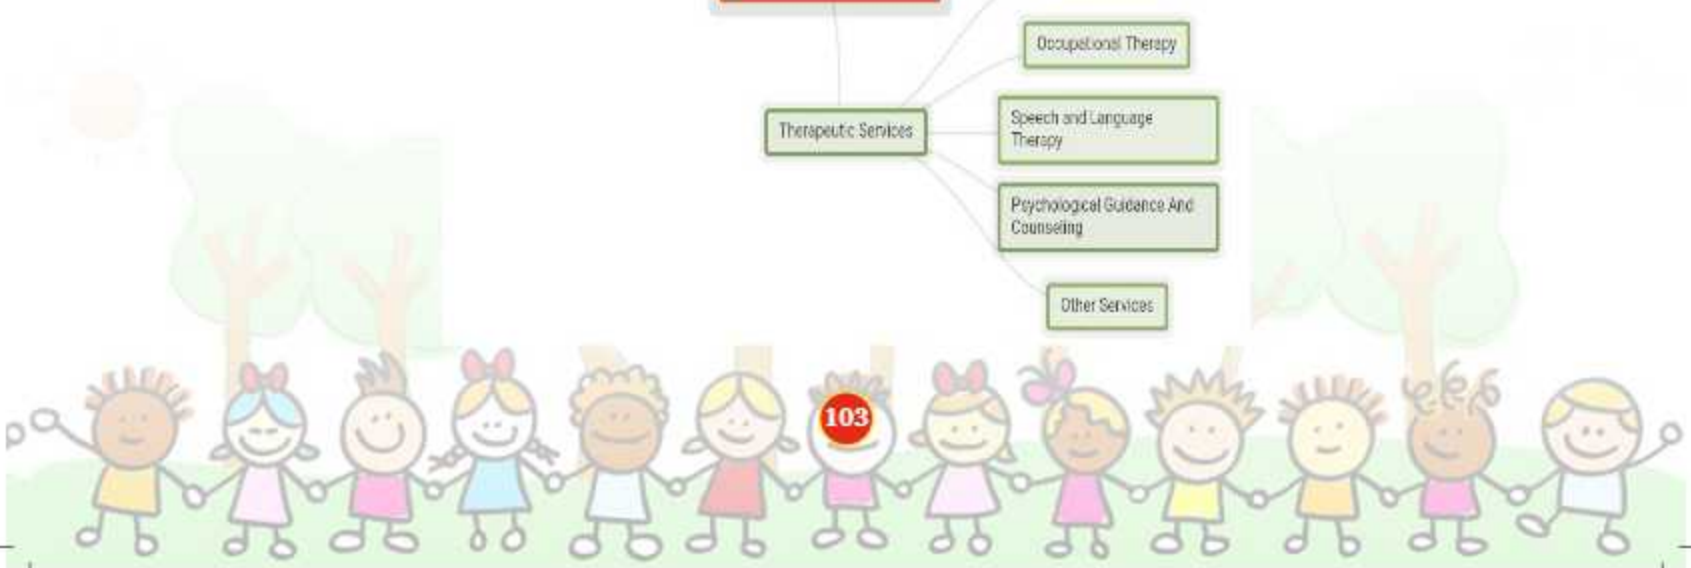 Occupational Therapy
Therapeutic Services
Speech and Language
Therapy
Psychological Guidance And
Counseling
Other Services
103